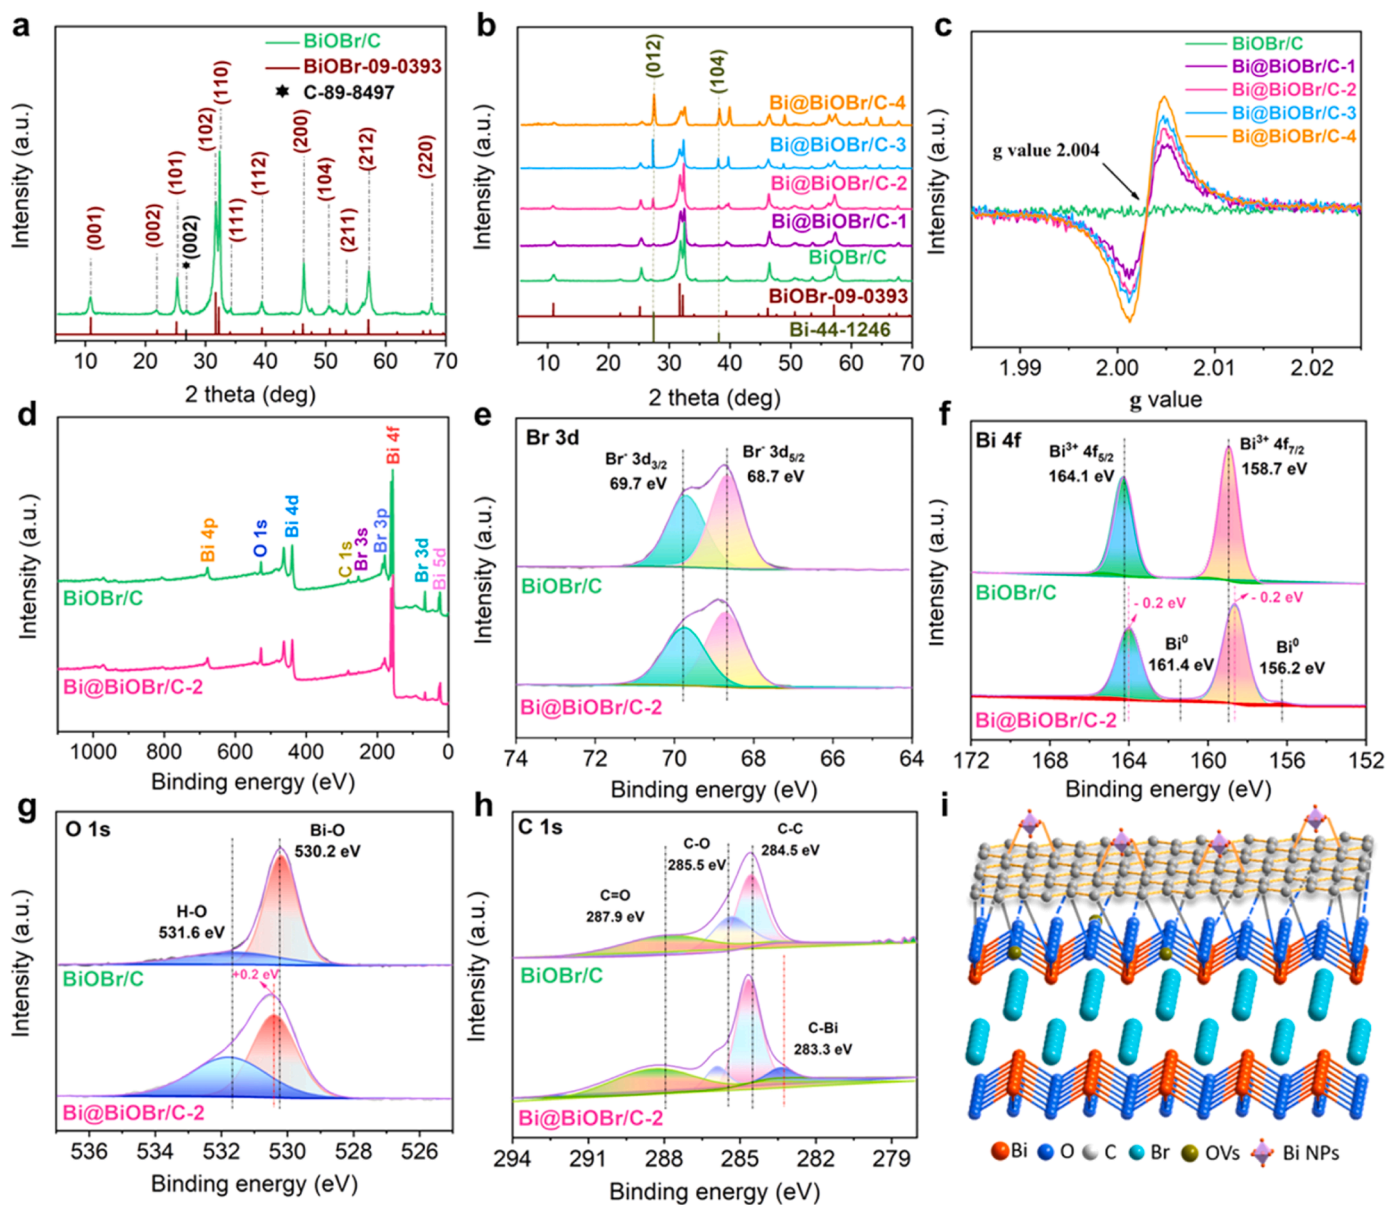 a
BiOBr/C
BiOBr-09-0393
C-89-8497
(001)
(002)
(101)
(002)
(102)
(110)
(111)
(112)
(200)
(104)
(211)
(212)
(220)
Intensity (a.u.)
10 20 30 40 50 60 70
2 theta (deg)
b
(012)
(104)
Bi@BiOBr/C-4
Bi@BiOBr/C-3
Bi@BiOBr/C-2
Bi@BiOBr/C-1
BiOBr/C
BiOBr-09-0393
Bi-44-1246
Intensity (a.u.)
10 20 30 40 50 60 70
2 theta (deg)
c
BiOBr/C
Bi@BiOBr/C-1
Bi@BiOBr/C-2
Bi@BiOBr/C-3
Bi@BiOBr/C-4
g value 2.004
Intensity (a.u.)
1.99 2.00 2.01 2.02
g value
d
Bi 4p
O 1s
Bi 4d
C 1s
Br 3s
Br 3p
Bi 4f
Br 3d
Bi 5d
BiOBr/C
Bi@BiOBr/C-2
Intensity (a.u.)
1000 800 600 400 200 0
Binding energy (eV)
e
Br 3d
Br⁻ 3d₃/₂
69.7 eV
Br⁻ 3d₅/₂
68.7 eV
BiOBr/C
Bi@BiOBr/C-2
Intensity (a.u.)
74 72 70 68 66 64
Binding energy (eV)
f
Bi 4f
Bi³⁺ 4f₅/₂
164.1 eV
Bi³⁺ 4f₇/₂
158.7 eV
BiOBr/C
- 0.2 eV
- 0.2 eV
Bi⁰
161.4 eV
Bi⁰
156.2 eV
Bi@BiOBr/C-2
Intensity (a.u.)
172 168 164 160 156 152
Binding energy (eV)
g
O 1s
Bi-O
530.2 eV
H-O
531.6 eV
BiOBr/C
+0.2 eV
Bi@BiOBr/C-2
Intensity (a.u.)
536 534 532 530 528 526
Binding energy (eV)
h
C 1s
C-C
284.5 eV
C-O
285.5 eV
C=O
287.9 eV
BiOBr/C
C-Bi
283.3 eV
Bi@BiOBr/C-2
Intensity (a.u.)
294 291 288 285 282 279
Binding energy (eV)
i
Bi O C Br OVs Bi NPs